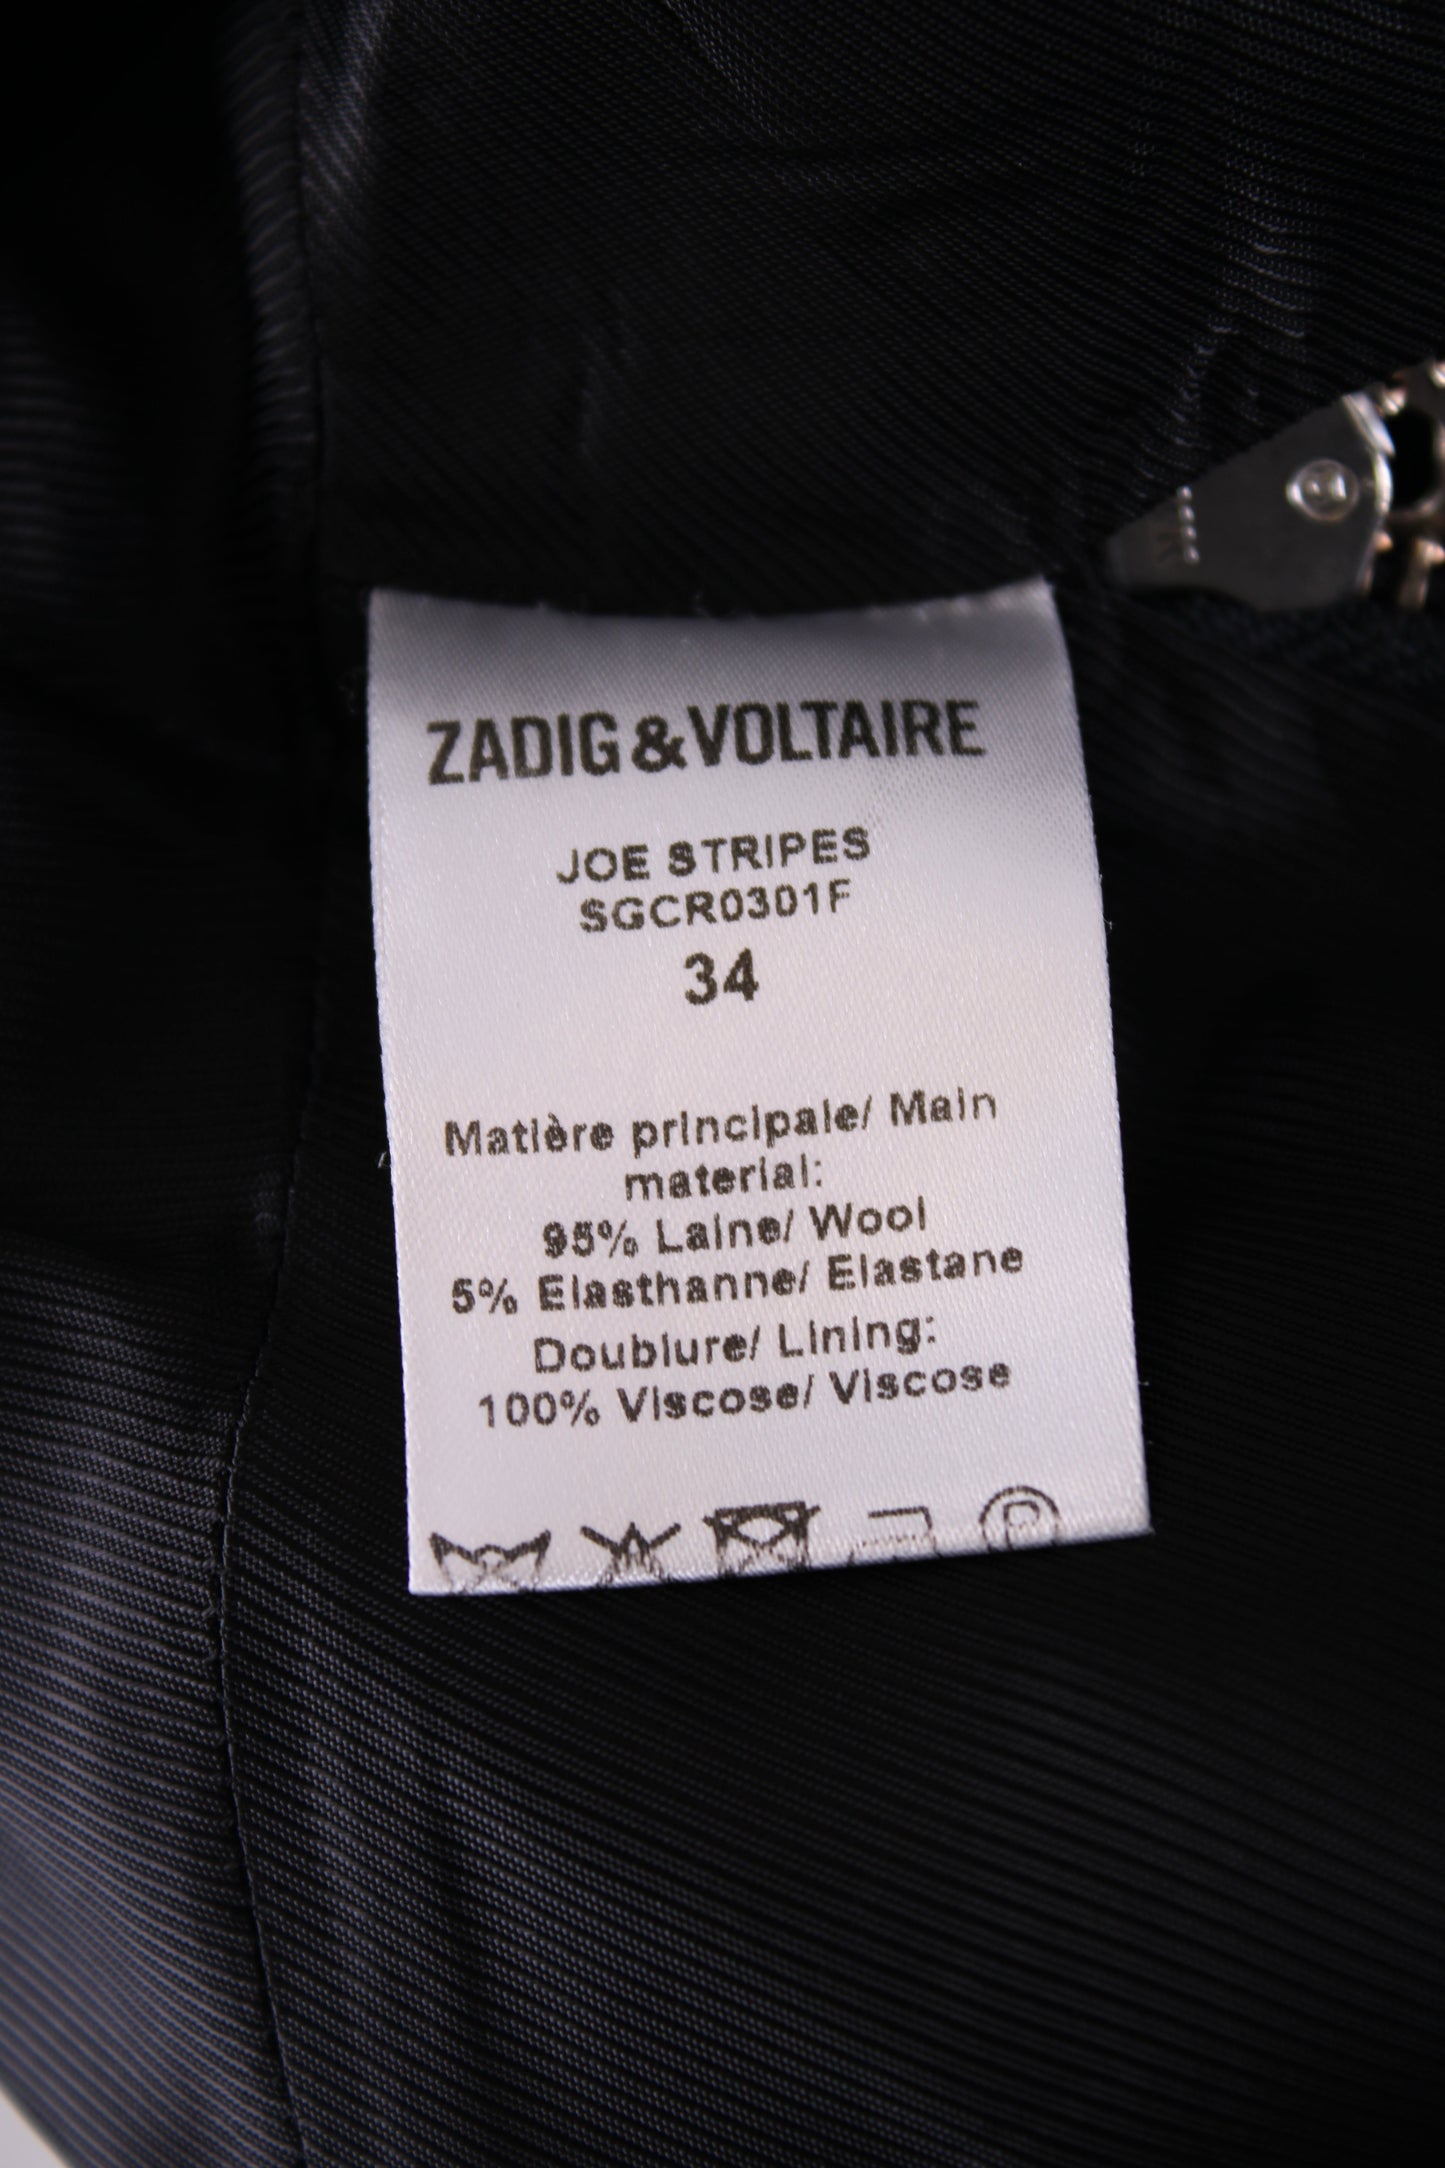 ZADIG&VOLTAIRE
JOE STRIPES
SGCR0301F
34
Matière principale/ Main
material:
95% Laine/ Wool
5% Elasthanne/ Elastane
Doublure/ Lining:
100% Viscose/ Viscose
P